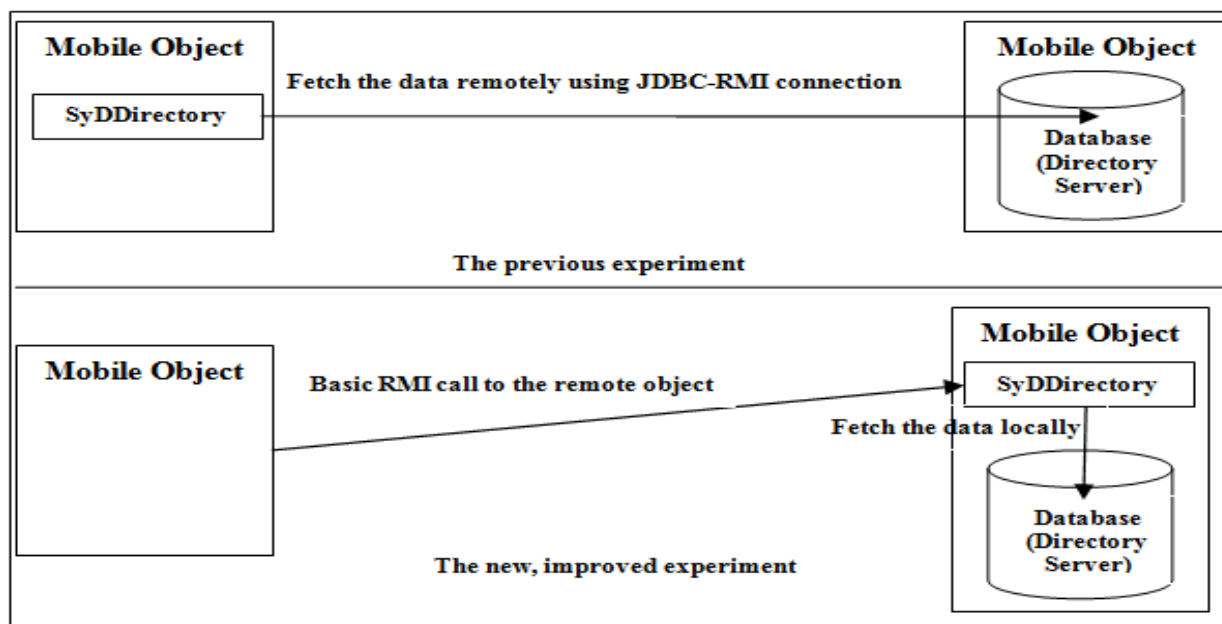 Mobile Object
Mobile Object
Fetch the data remotely using JDBC-RMI connection
SyDDirectory
Database
(Directory
Server)
The previous experiment
Mobile Object
Mobile Object
Basic RMI call to the remote object
SyDDirectory
Fetch the data locally
Database
(Directory
Server)
The new, improved experiment